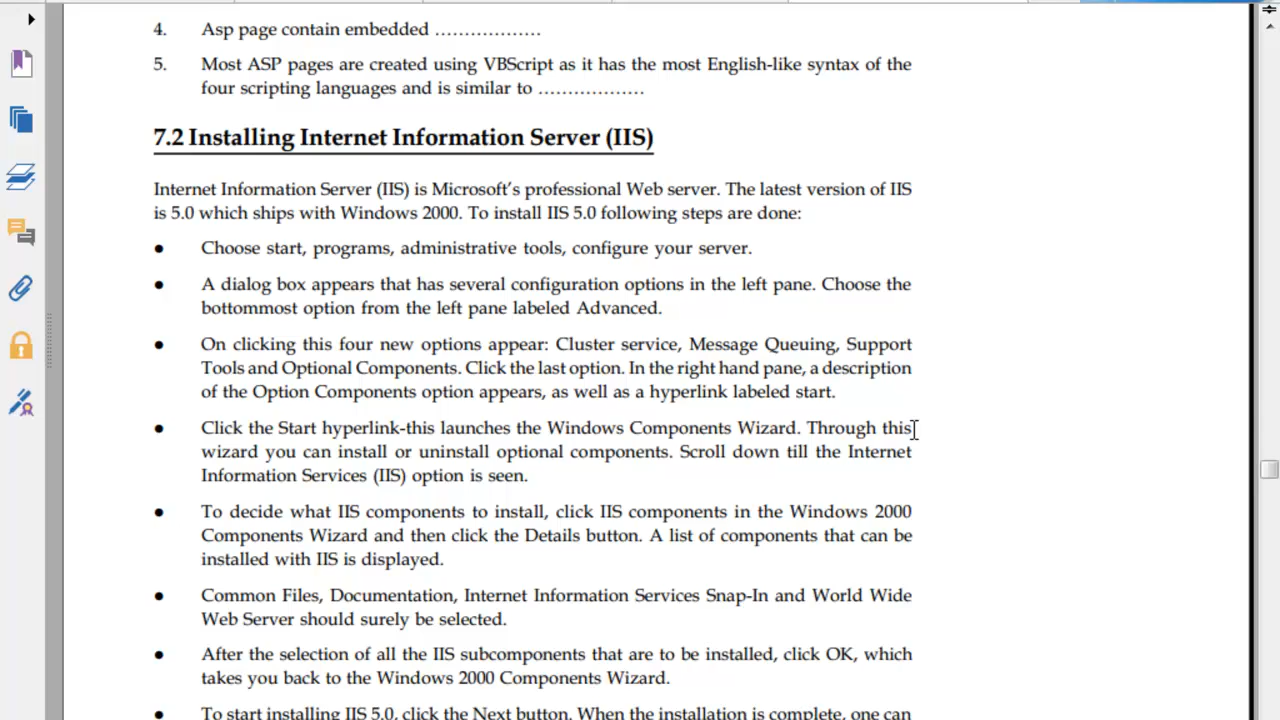 4. Asp page contain embedded ………………
5. Most ASP pages are created using VBScript as it has the most English-like syntax of the
four scripting languages and is similar to ………………
7.2 Installing Internet Information Server (IIS)
Internet Information Server (IIS) is Microsoft's professional Web server. The latest version of IIS
is 5.0 which ships with Windows 2000. To install IIS 5.0 following steps are done:
● Choose start, programs, administrative tools, configure your server.
● A dialog box appears that has several configuration options in the left pane. Choose the
bottommost option from the left pane labeled Advanced.
● On clicking this four new options appear: Cluster service, Message Queuing, Support
Tools and Optional Components. Click the last option. In the right hand pane, a description
of the Option Components option appears, as well as a hyperlink labeled start.
● Click the Start hyperlink-this launches the Windows Components Wizard. Through this
wizard you can install or uninstall optional components. Scroll down till the Internet
Information Services (IIS) option is seen.
● To decide what IIS components to install, click IIS components in the Windows 2000
Components Wizard and then click the Details button. A list of components that can be
installed with IIS is displayed.
● Common Files, Documentation, Internet Information Services Snap-In and World Wide
Web Server should surely be selected.
● After the selection of all the IIS subcomponents that are to be installed, click OK, which
takes you back to the Windows 2000 Components Wizard.
● To start installing IIS 5.0, click the Next button. When the installation is complete, one can